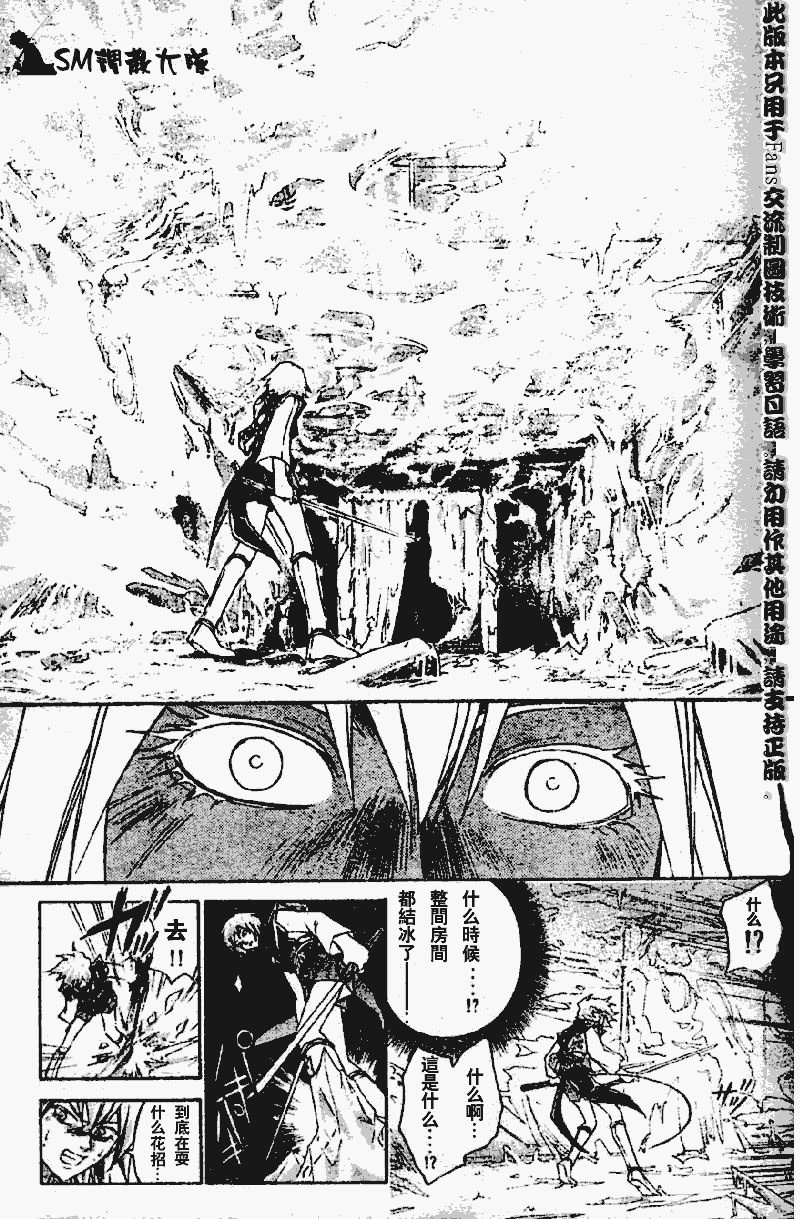 SM調教大隊
此版本只用于Fans交流制圖技術,學習日語,請勿用作其他用途,請支持正版。
什么!?
什么時候‥‥!?
整間房間
都結冰了——
什么啊‥
這是什么‥!?
去!!
到底在耍
什么花招…